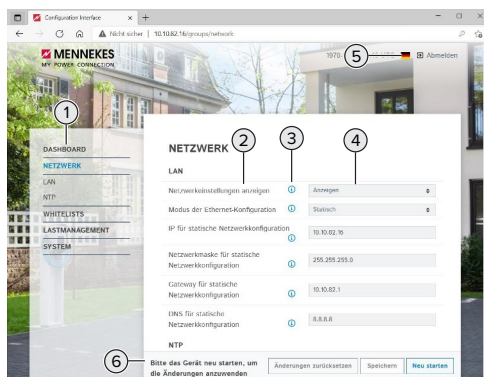 Configuration Interface
Nicht sicher | 10.10.82.16/groups/network
MENNEKES
MY POWER CONNECTION
1970-
5
Abmelden
1
DASHBOARD
NETZWERK
LAN
NTP
WHITELISTS
LASTMANAGEMENT
SYSTEM
NETZWERK
2
3
4
LAN
Netzwerkeinstellungen anzeigen
Anzeigen
Modus der Ethernet-Konfiguration
Statisch
IP für statische Netzwerkkonfiguration
10.10.82.16
Netzwerkmaske für statische
Netzwerkkonfiguration
255.255.255.0
Gateway für statische
Netzwerkkonfiguration
10.10.82.1
DNS für statische
Netzwerkkonfiguration
8.8.8.8
NTP
6
Bitte das Gerät neu starten, um
die Änderungen anzuwenden
Änderungen zurücksetzen
Speichern
Neu starten